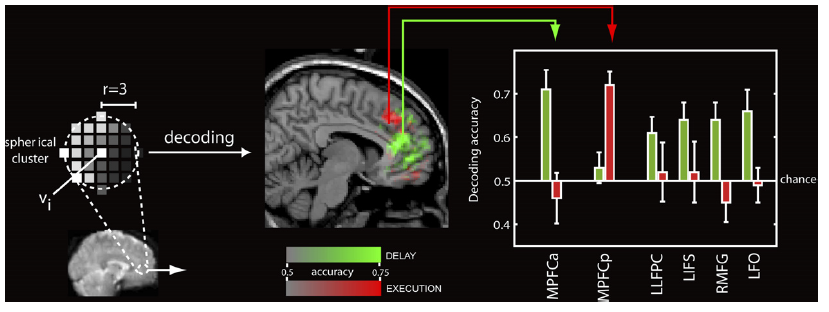 r=3
spherical
cluster
vi
decoding
DELAY
0.5 accuracy 0.75
EXECUTION
Decoding accuracy
0.7
0.6
0.5
0.4
chance
MPFCa
MPFCp
LLFPC
LIFS
RMFG
LFO